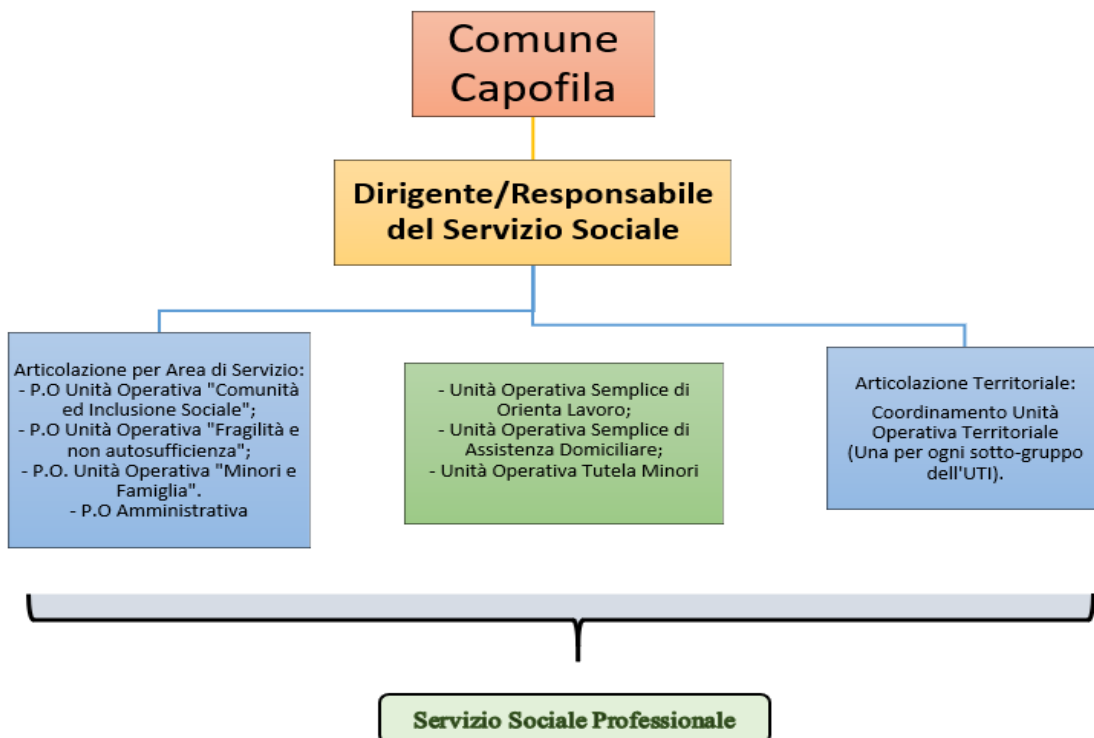 Comune
Capofila
Dirigente/Responsabile
del Servizio Sociale
Articolazione per Area di Servizio:
- P.O Unità Operativa "Comunità
ed Inclusione Sociale";
- P.O Unità Operativa "Fragilità e
non autosufficienza";
- P.O. Unità Operativa "Minori e
Famiglia".
- P.O Amministrativa
- Unità Operativa Semplice di
Orienta Lavoro;
- Unità Operativa Semplice di
Assistenza Domiciliare;
- Unità Operativa Tutela Minori
Articolazione Territoriale:
Coordinamento Unità
Operativa Territoriale
(Una per ogni sotto-gruppo
dell'UTI).
Servizio Sociale Professionale